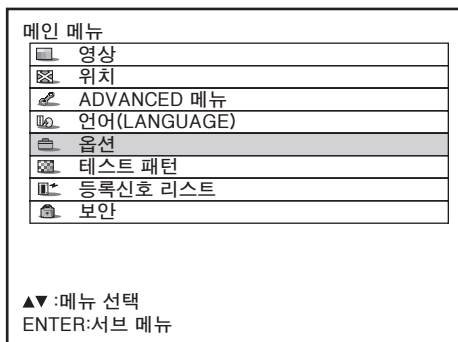 메인 메뉴
영상
위치
ADVANCED 메뉴
언어(LANGUAGE)
옵션
테스트 패턴
등록신호 리스트
보안
▲▼ :메뉴 선택
ENTER:서브 메뉴